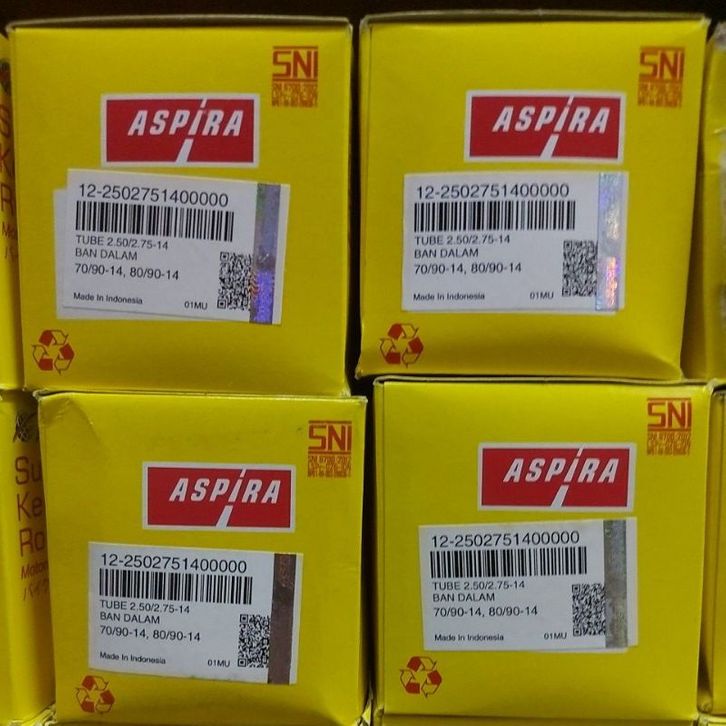 SNI
ASPIRA
12-2502751400000
TUBE 2.50/2.75-14
BAN DALAM
70/90-14, 80/90-14
Made In Indonesia 01MU
SNI
ASPIRA
12-2502751400000
TUBE 2.50/2.75-14
BAN DALAM
70/90-14, 80/90-14
Made In Indonesia 01MU
Su
Ke
Ro
SNI
ASPIRA
12-2502751400000
TUBE 2.50/2.75-14
BAN DALAM
70/90-14, 80/90-14
Made In Indonesia 01MU
SNI
ASPIRA
12-2502751400000
TUBE 2.50/2.75-14
BAN DALAM
70/90-14, 80/90-14
Made In Indonesia 01MU